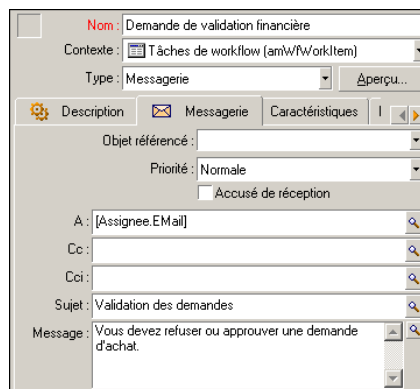 Nom : Demande de validation financière
Contexte : Tâches de workflow (amWfWorkItem)
Type : Messagerie Aperçu...
Description Messagerie Caractéristiques
Objet référencé :
Priorité : Normale
Accusé de réception
A : [Assignee.EMail]
Cc :
Cci :
Sujet : Validation des demandes
Message : Vous devez refuser ou approuver une demande
d'achat.